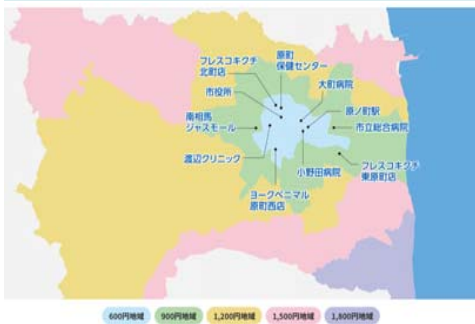 原町
保健センター
フレスコキクチ
北町店
市役所
大町病院
原ノ町駅
南相馬
ジャスモール
市立総合病院
渡辺クリニック
小野田病院
フレスコキクチ
東原町店
ヨークベニマル
原町西店
600円地域
900円地域
1,200円地域
1,500円地域
1,800円地域